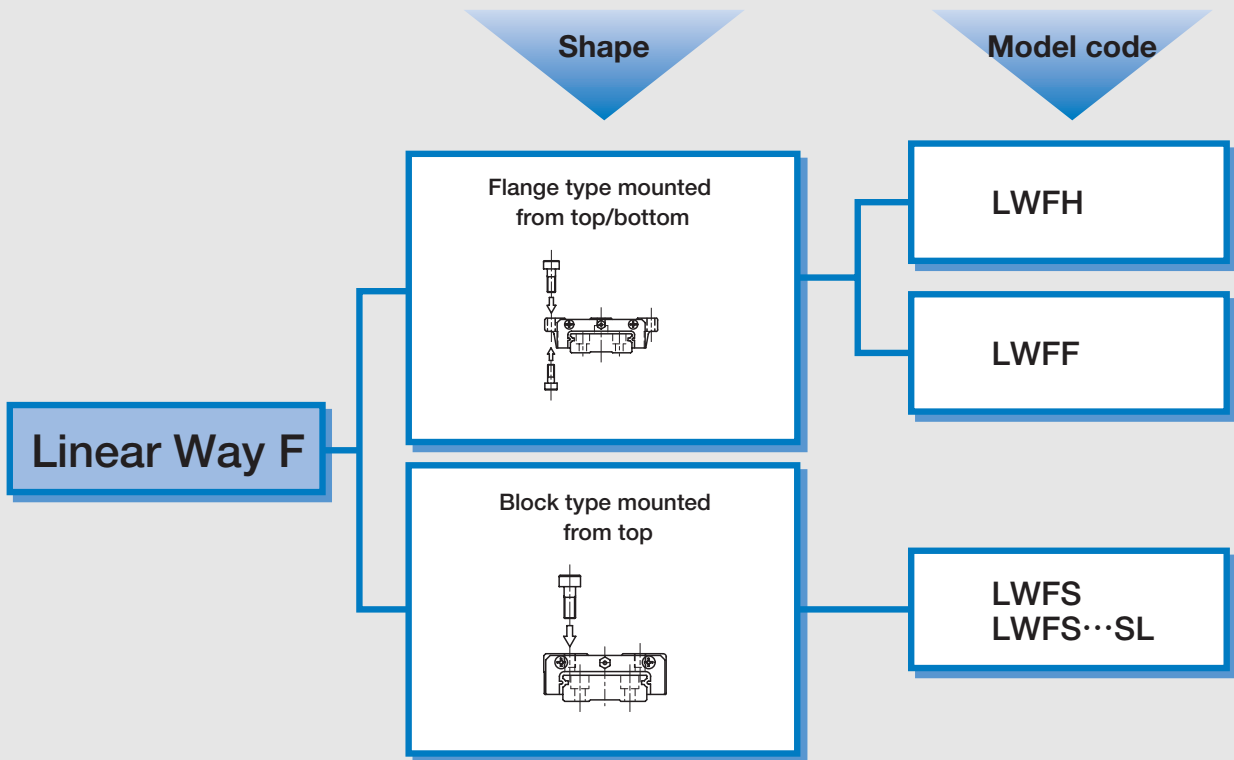 Shape
Model code
Flange type mounted
from top/bottom
LWFH
LWFF
Linear Way F
Block type mounted
from top
LWFS
LWFS⋯SL